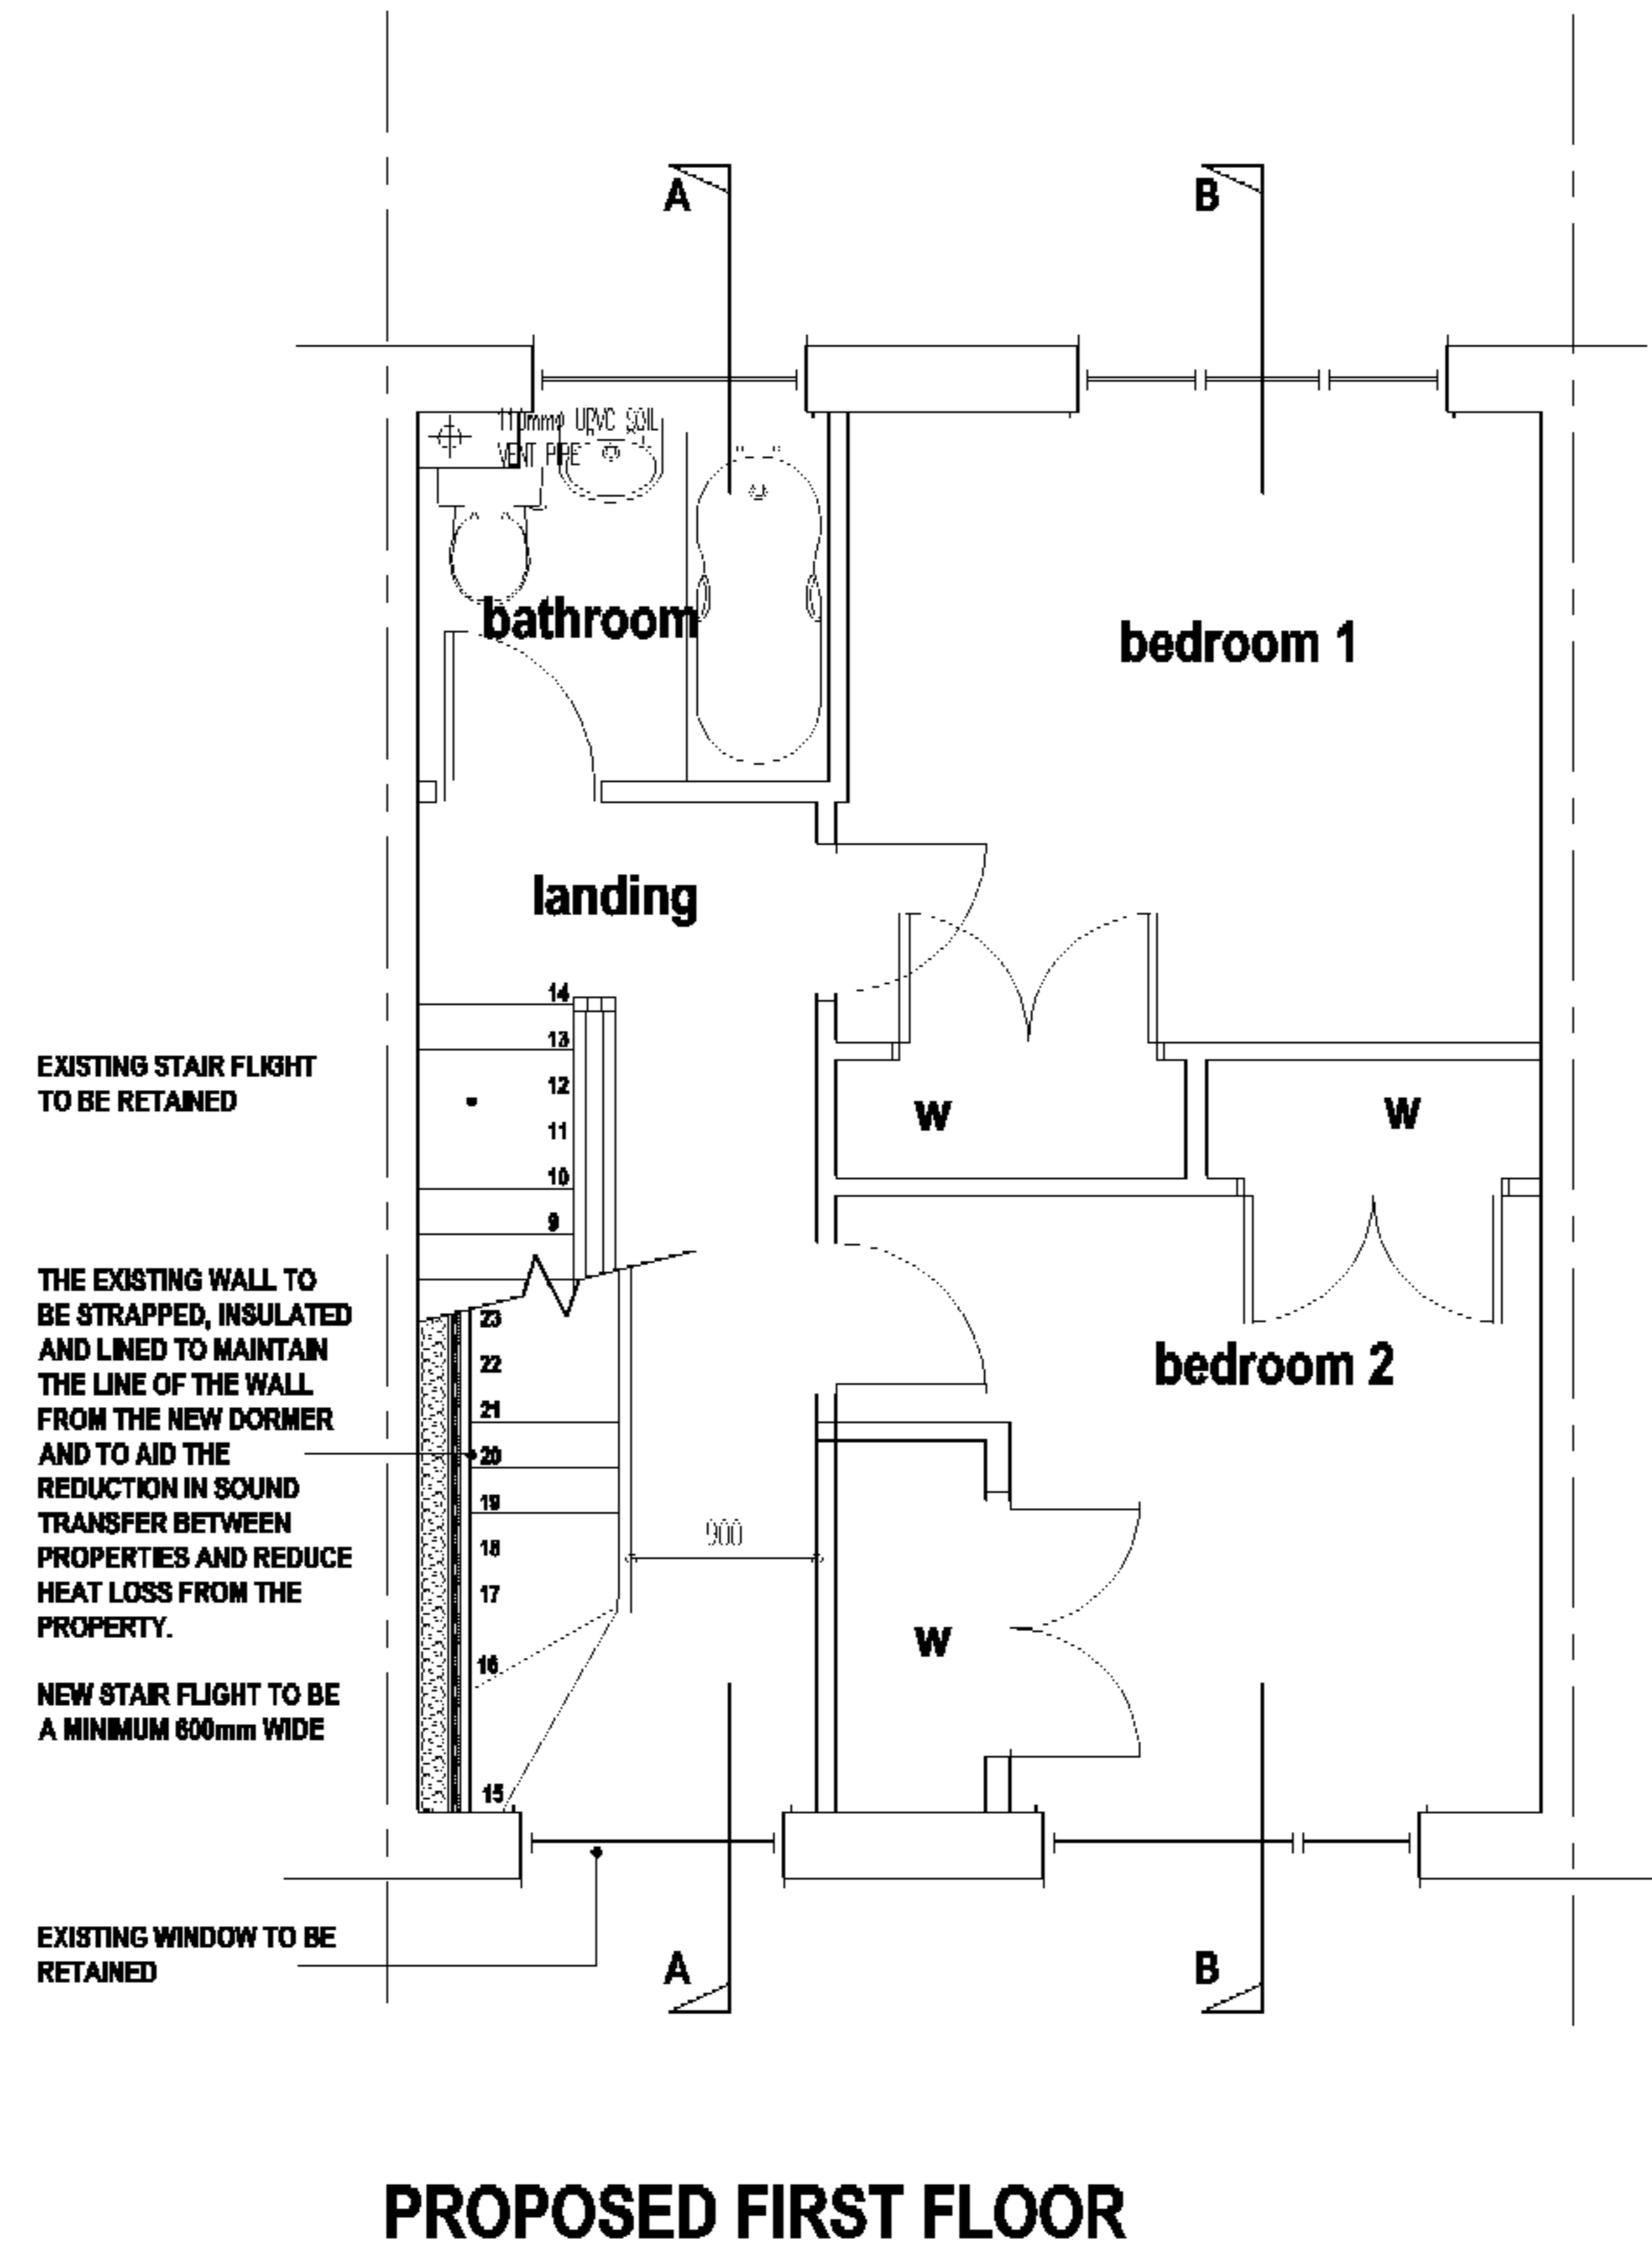 A
B
110mmø UPVC SOIL
VENT PIPE
bathroom
bedroom 1
landing
14
13
12
11
10
9
EXISTING STAIR FLIGHT
TO BE RETAINED
W
W
THE EXISTING WALL TO
BE STRAPPED, INSULATED
AND LINED TO MAINTAIN
THE LINE OF THE WALL
FROM THE NEW DORMER
AND TO AID THE
REDUCTION IN SOUND
TRANSFER BETWEEN
PROPERTIES AND REDUCE
HEAT LOSS FROM THE
PROPERTY.
23
22
21
20
19
18
17
16
15
bedroom 2
900
W
NEW STAIR FLIGHT TO BE
A MINIMUM 600mm WIDE
EXISTING WINDOW TO BE
RETAINED
A
B
PROPOSED FIRST FLOOR